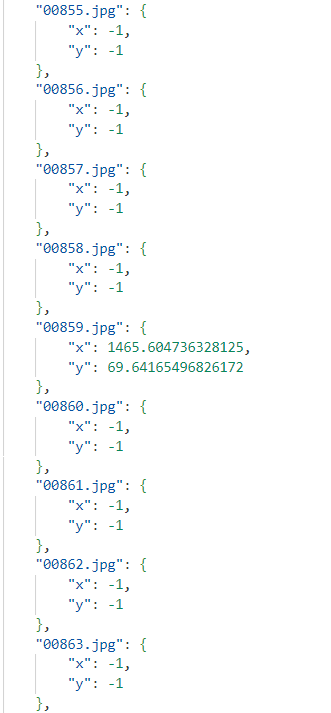 "00855.jpg": {
"x": -1,
"y": -1
},
"00856.jpg": {
"x": -1,
"y": -1
},
"00857.jpg": {
"x": -1,
"y": -1
},
"00858.jpg": {
"x": -1,
"y": -1
},
"00859.jpg": {
"x": 1465.604736328125,
"y": 69.64165496826172
},
"00860.jpg": {
"x": -1,
"y": -1
},
"00861.jpg": {
"x": -1,
"y": -1
},
"00862.jpg": {
"x": -1,
"y": -1
},
"00863.jpg": {
"x": -1,
"y": -1
},